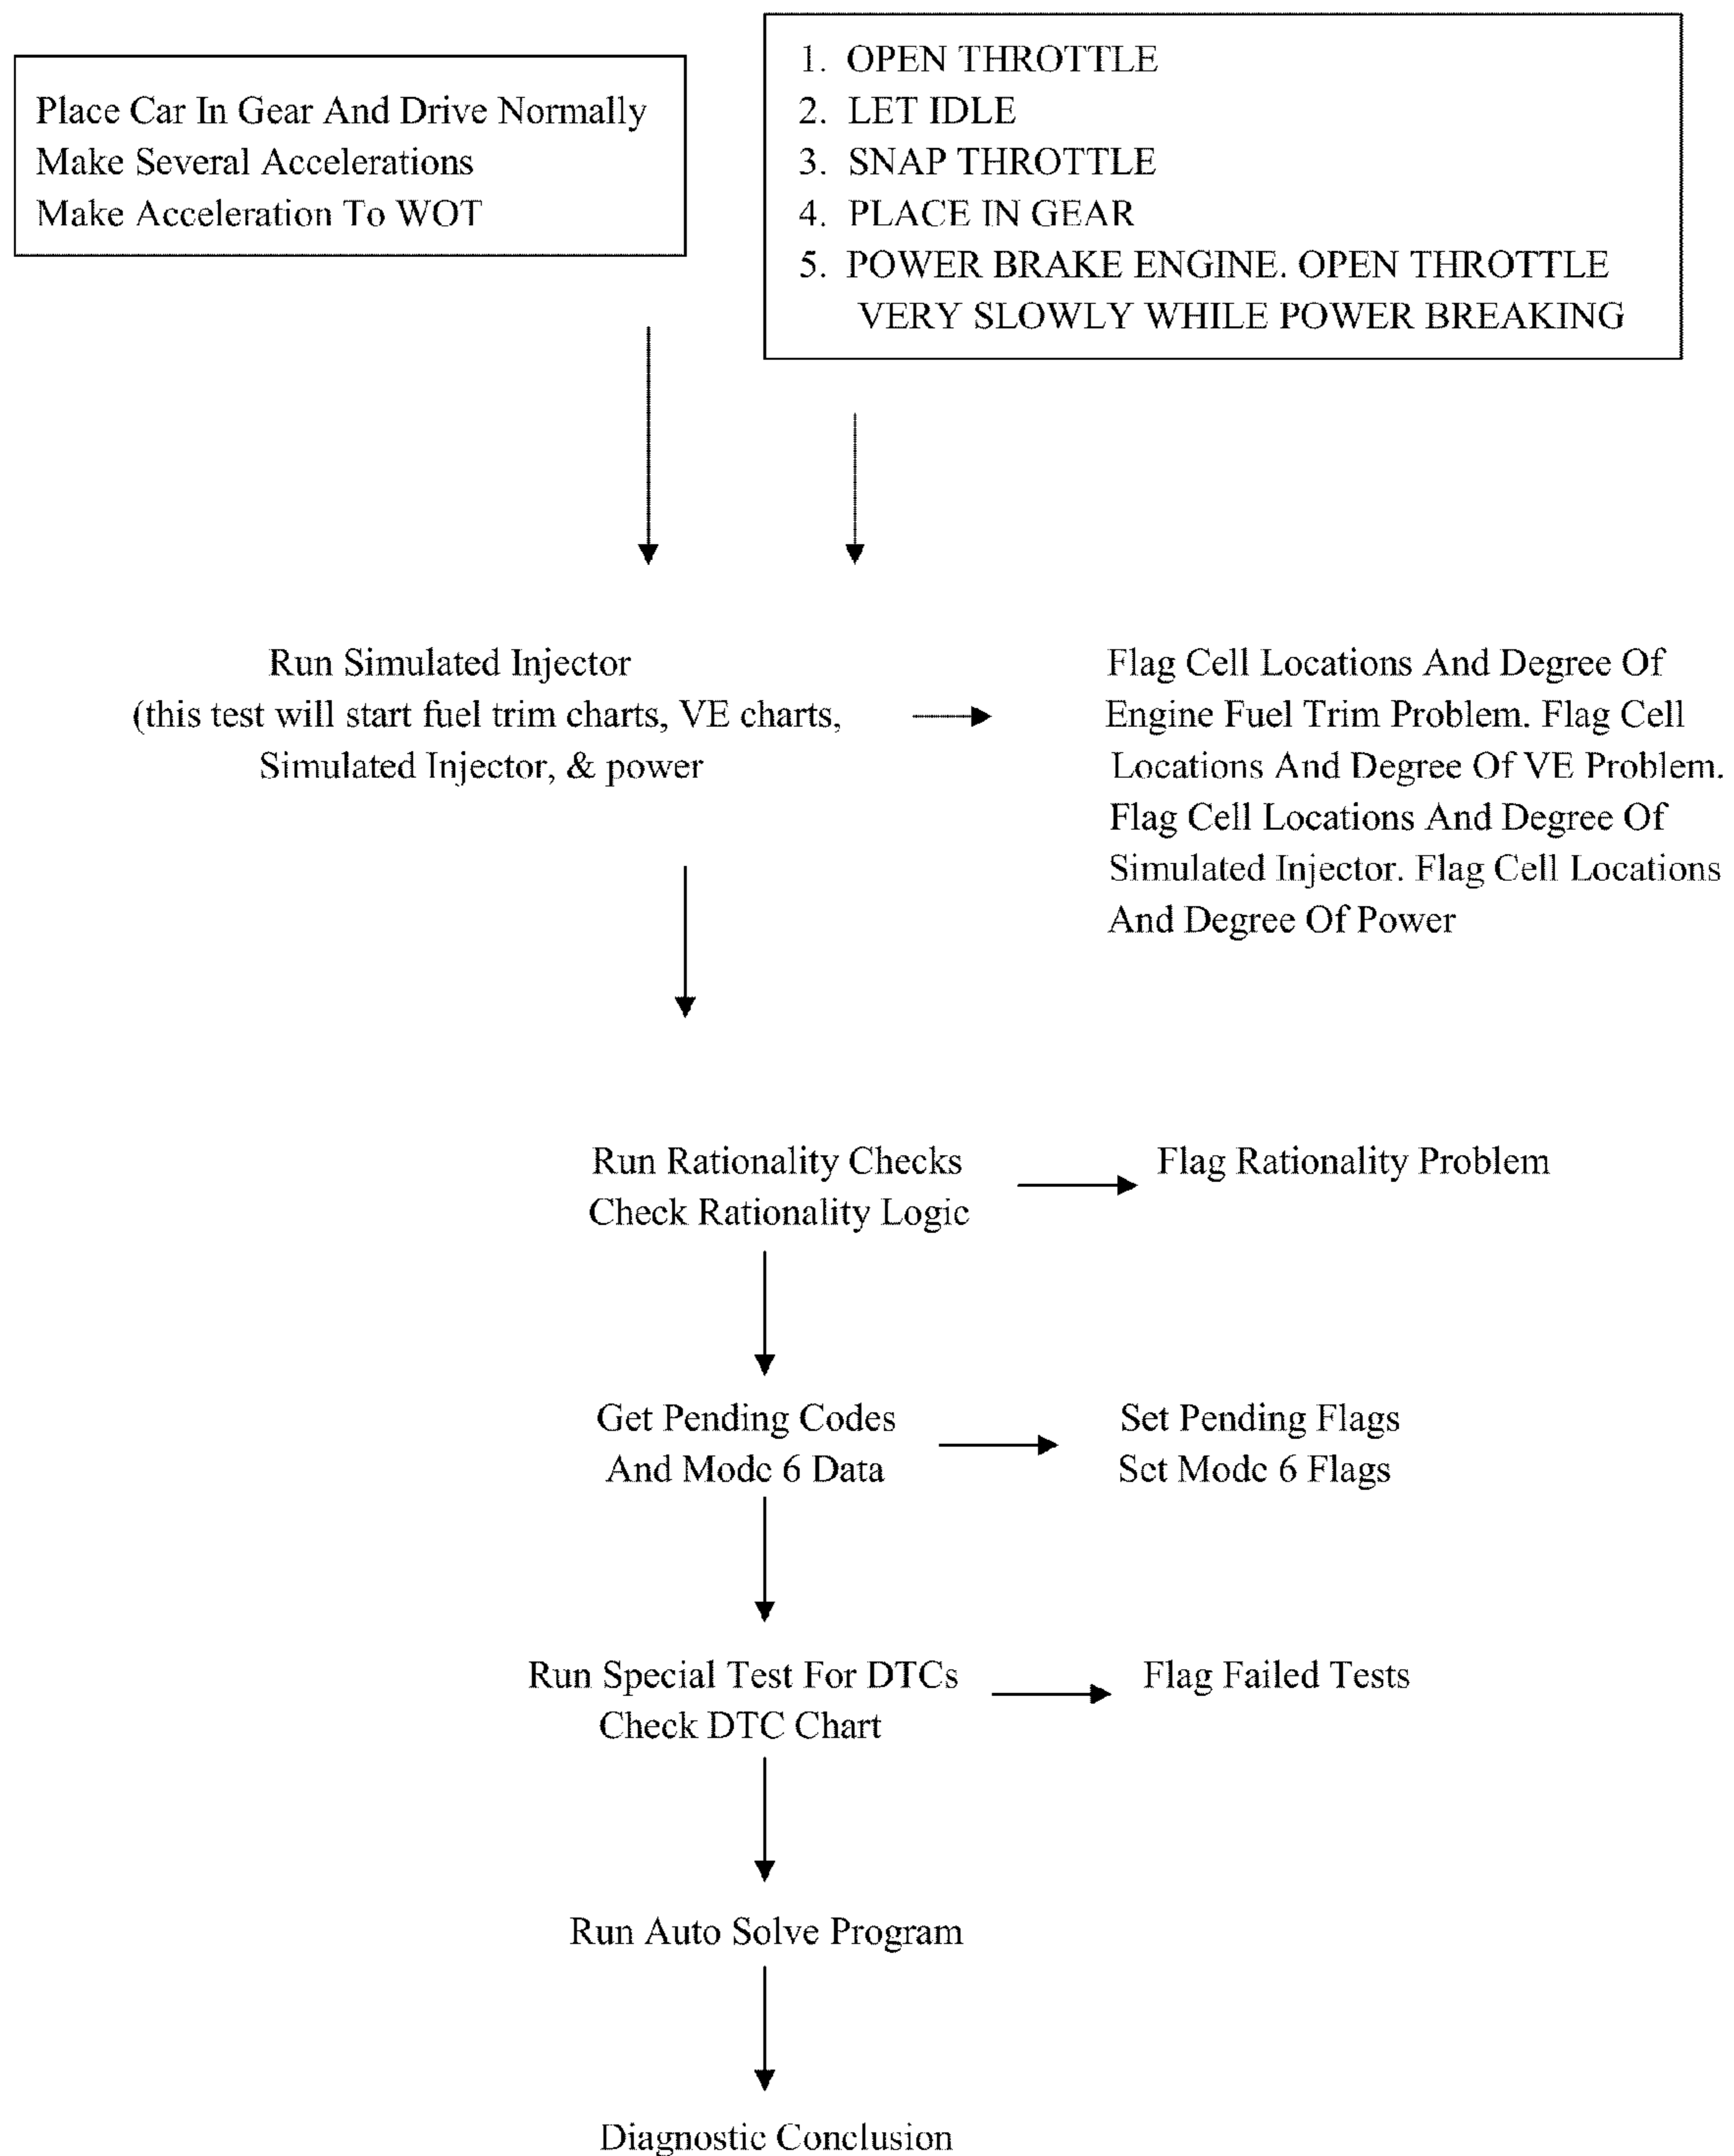 Place Car In Gear And Drive Normally
Make Several Accelerations
Make Acceleration To WOT
1. OPEN THROTTLE
2. LET IDLE
3. SNAP THROTTLE
4. PLACE IN GEAR
5. POWER BRAKE ENGINE. OPEN THROTTLE
VERY SLOWLY WHILE POWER BREAKING
Run Simulated Injector
(this test will start fuel trim charts, VE charts,
Simulated Injector, & power
Flag Cell Locations And Degree Of
Engine Fuel Trim Problem. Flag Cell
Locations And Degree Of VE Problem.
Flag Cell Locations And Degree Of
Simulated Injector. Flag Cell Locations
And Degree Of Power
Run Rationality Checks
Check Rationality Logic
Flag Rationality Problem
Get Pending Codes
And Mode 6 Data
Set Pending Flags
Set Mode 6 Flags
Run Special Test For DTCs
Check DTC Chart
Flag Failed Tests
Run Auto Solve Program
Diagnostic Conclusion